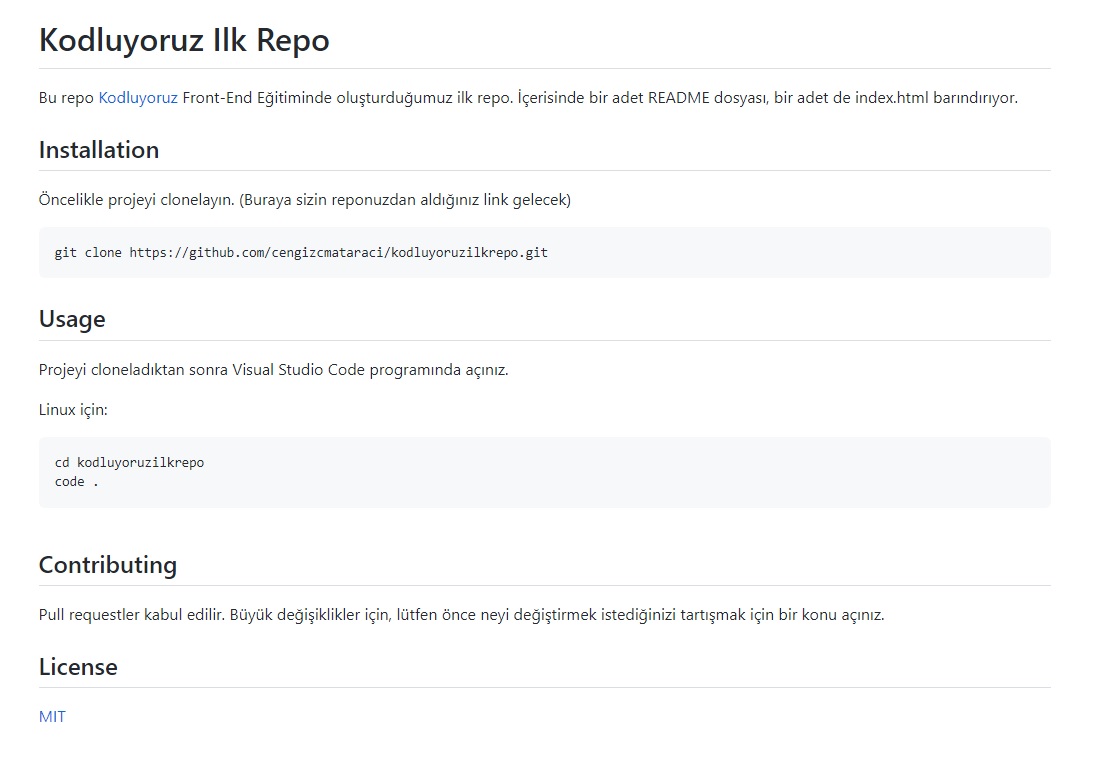 Kodluyoruz Ilk Repo
Bu repo Kodluyoruz Front-End Eğitiminde oluşturduğumuz ilk repo. İçerisinde bir adet README dosyası, bir adet de index.html barındırıyor.
Installation
Öncelikle projeyi clonelayın. (Buraya sizin reponuzdan aldığınız link gelecek)
git clone https://github.com/cengizcmataraci/kodluyoruzilkrepo.git
Usage
Projeyi cloneladıktan sonra Visual Studio Code programında açınız.
Linux için:
cd kodluyoruzilkrepo
code .
Contributing
Pull requestler kabul edilir. Büyük değişiklikler için, lütfen önce neyi değiştirmek istediğinizi tartışmak için bir konu açınız.
License
MIT